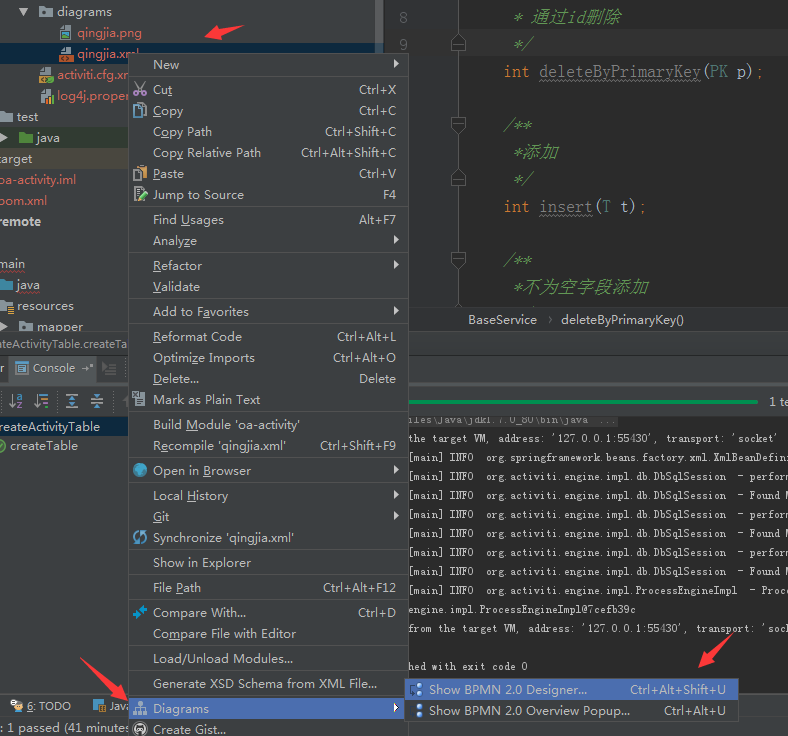 diagrams
qingjia.png
qingjia.xml
activiti.cfg.xm
log4j.proper
test
java
target
oa-activity.iml
pom.xml
remote
main
java
resources
mapper
ateActivityTable.createTa
Console
reateActivityTable
createTable
6: TODO
Java
: 1 passed (41 minutes
New
Cut Ctrl+X
Copy Ctrl+C
Copy Path Ctrl+Shift+C
Copy Relative Path Ctrl+Alt+Shift+C
Paste Ctrl+V
Jump to Source F4
Find Usages Alt+F7
Analyze
Refactor
Validate
Add to Favorites
Reformat Code Ctrl+Alt+L
Optimize Imports Ctrl+Alt+O
Delete... Delete
Mark as Plain Text
Build Module 'oa-activity'
Recompile 'qingjia.xml' Ctrl+Shift+F9
Open in Browser
Local History
Git
Synchronize 'qingjia.xml'
Show in Explorer
File Path Ctrl+Alt+F12
Compare With... Ctrl+D
Compare File with Editor
Load/Unload Modules...
Generate XSD Schema from XML File...
Diagrams
Create Gist...
Show BPMN 2.0 Designer... Ctrl+Alt+Shift+U
Show BPMN 2.0 Overview Popup... Ctrl+Alt+U
8 * 通过id删除
9 */
int deleteByPrimaryKey(PK p);
/**
*添加
*/
int insert(T t);
/**
*不为空字段添加
BaseService › deleteByPrimaryKey()
1 te
iles\Java\jdk1.7.0_80\bin\java ...
the target VM, address: '127.0.0.1:55430', transport: 'socket'
[main] INFO org.springframework.beans.factory.xml.XmlBeanDefini
[main] INFO org.activiti.engine.impl.db.DbSqlSession - perform
[main] INFO org.activiti.engine.impl.db.DbSqlSession - Found M
[main] INFO org.activiti.engine.impl.db.DbSqlSession - perform
[main] INFO org.activiti.engine.impl.db.DbSqlSession - Found M
[main] INFO org.activiti.engine.impl.db.DbSqlSession - perform
[main] INFO org.activiti.engine.impl.db.DbSqlSession - Found M
[main] INFO org.activiti.engine.ProcessEngineImpl - Proc
engine.impl.ProcessEngineImpl@7cefb39c
from the target VM, address: '127.0.0.1:55430', transport: 'soc
hed with exit code 0